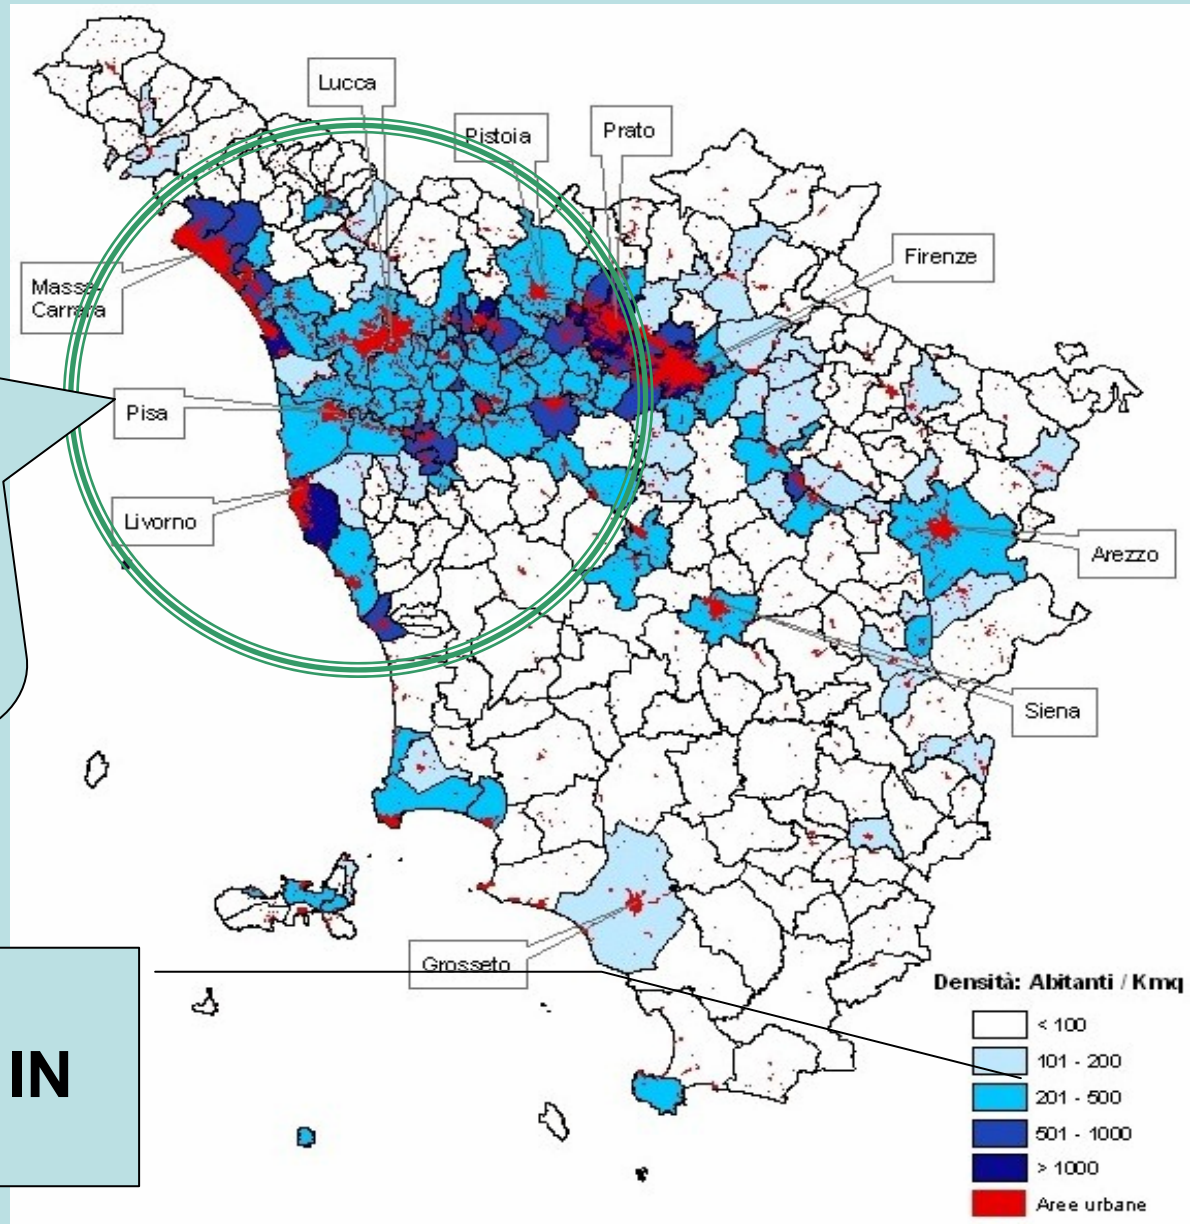 Lucca
Pistoia
Prato
Firenze
Massa-
Carrara
Pisa
Livorno
Arezzo
Siena
Grosseto
IN
Densità: Abitanti / Kmq
< 100
101 - 200
201 - 500
501 - 1000
> 1000
Aree urbane